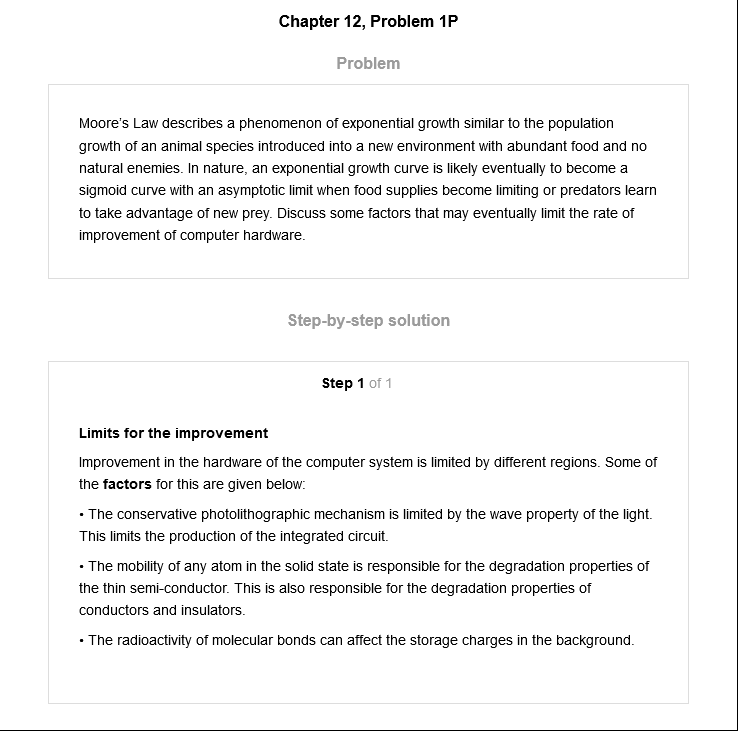 Chapter 12, Problem 1P
Problem
Moore's Law describes a phenomenon of exponential growth similar to the population
growth of an animal species introduced into a new environment with abundant food and no
natural enemies. In nature, an exponential growth curve is likely eventually to become a
sigmoid curve with an asymptotic limit when food supplies become limiting or predators learn
to take advantage of new prey. Discuss some factors that may eventually limit the rate of
improvement of computer hardware.
Step-by-step solution
Step 1 of 1
Limits for the improvement
Improvement in the hardware of the computer system is limited by different regions. Some of
the factors for this are given below:
• The conservative photolithographic mechanism is limited by the wave property of the light.
This limits the production of the integrated circuit.
• The mobility of any atom in the solid state is responsible for the degradation properties of
the thin semi-conductor. This is also responsible for the degradation properties of
conductors and insulators.
• The radioactivity of molecular bonds can affect the storage charges in the background.